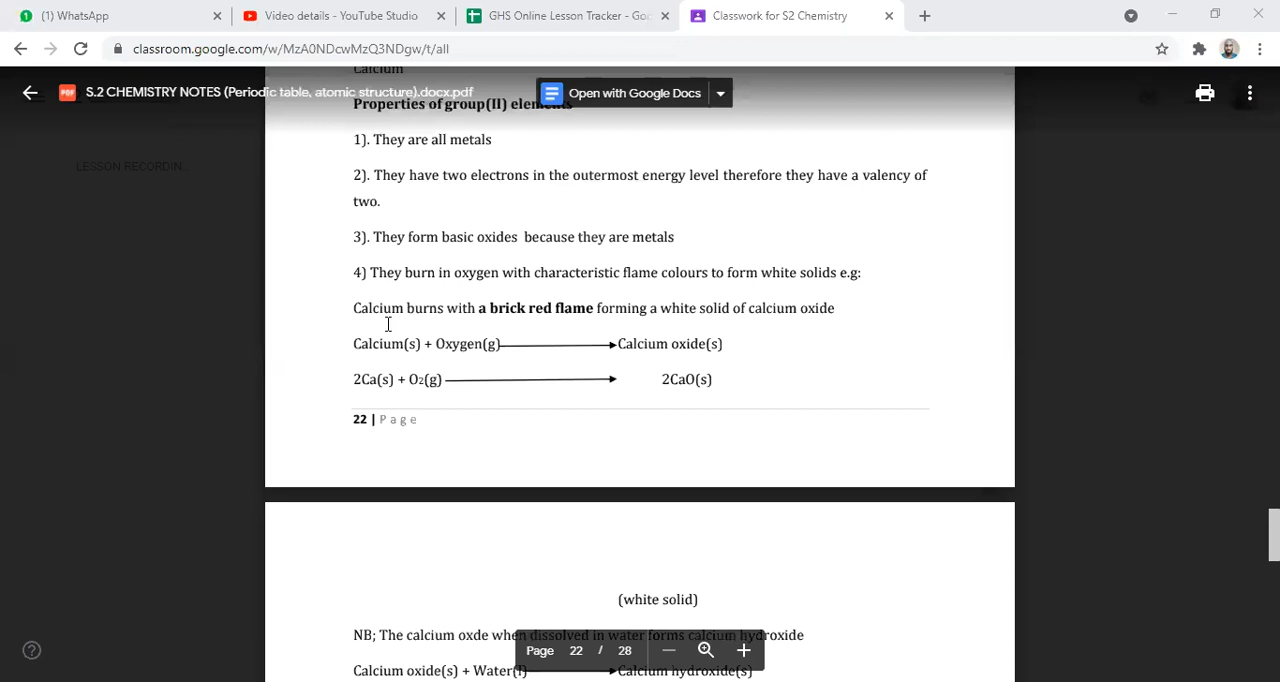 (1) WhatsApp
Video details - YouTube Studio
GHS Online Lesson Tracker - Goo
Classwork for S2 Chemistry
classroom.google.com/w/MzA0NDcwMzQ3NDgw/t/all
Calcium
S.2 CHEMISTRY NOTES (Periodic table, atomic structure).docx.pdf
Open with Google Docs
Properties of group(II) elements
1). They are all metals
LESSON RECORDIN...
2). They have two electrons in the outermost energy level therefore they have a valency of
two.
3). They form basic oxides because they are metals
4) They burn in oxygen with characteristic flame colours to form white solids e.g:
Calcium burns with a brick red flame forming a white solid of calcium oxide
Calcium(s) + Oxygen(g) Calcium oxide(s)
2Ca(s) + O2(g) 2CaO(s)
22 | Page
(white solid)
NB; The calcium oxde when dissolved in water forms calcium hydroxide
Page 22 / 28
Calcium oxide(s) + Water(l) Calcium hydroxide(s)